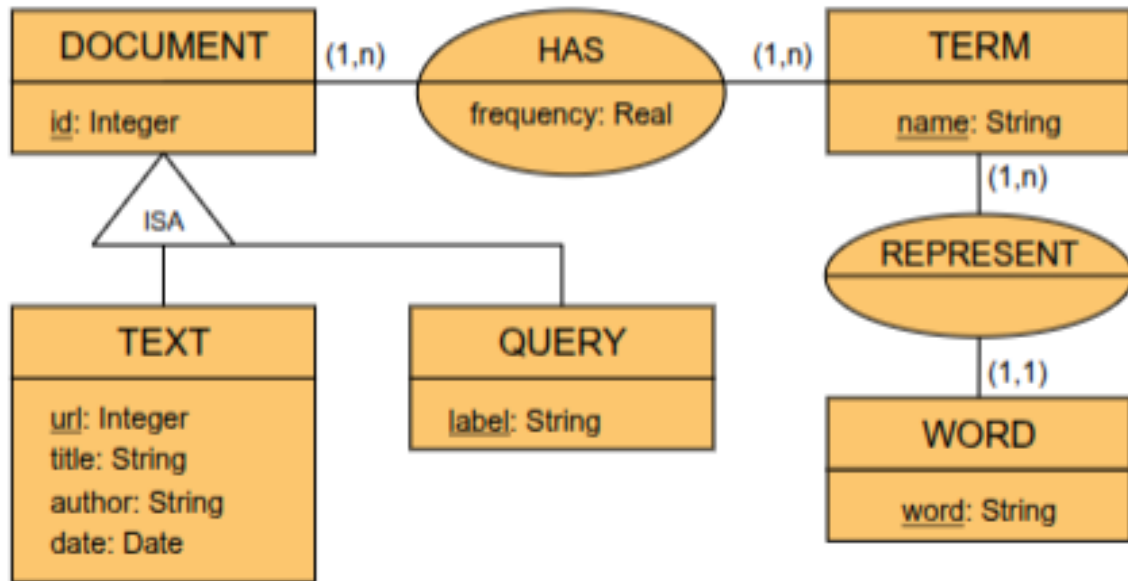 DOCUMENT
id: Integer
(1,n)
HAS
frequency: Real
(1,n)
TERM
name: String
(1,n)
ISA
REPRESENT
TEXT
url: Integer
title: String
author: String
date: Date
QUERY
label: String
(1,1)
WORD
word: String